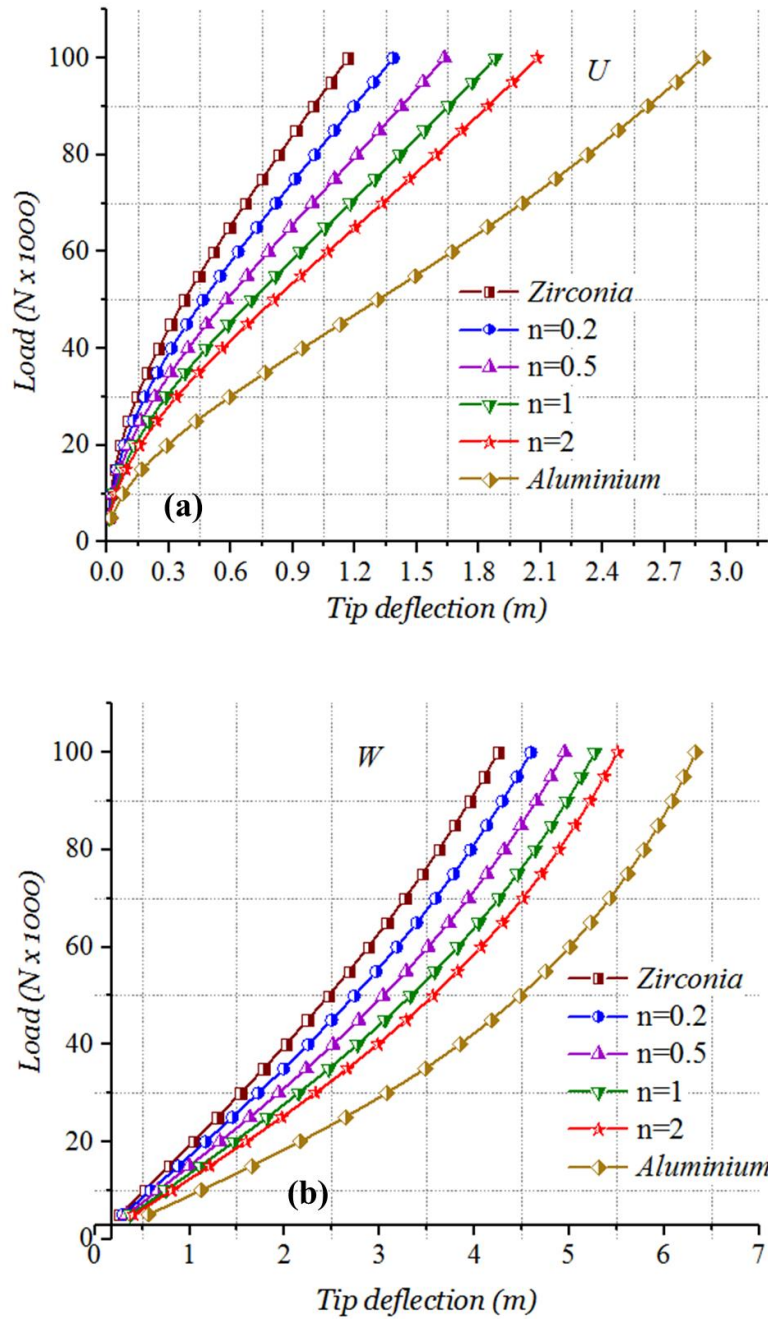 U
100
80
60
40
20
0
Load (N x 1000)
Zirconia
n=0.2
n=0.5
n=1
n=2
Aluminium
(a)
0.0 0.3 0.6 0.9 1.2 1.5 1.8 2.1 2.4 2.7 3.0
Tip deflection (m)
W
100
80
60
40
20
0
Load (N x 1000)
Zirconia
n=0.2
n=0.5
n=1
n=2
Aluminium
(b)
0 1 2 3 4 5 6 7
Tip deflection (m)